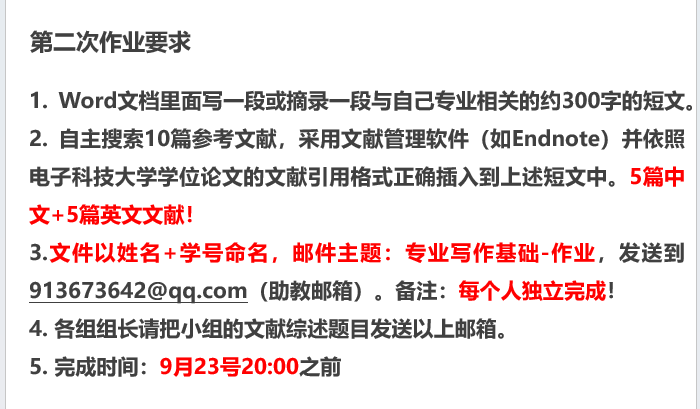 第二次作业要求
1. Word文档里面写一段或摘录一段与自己专业相关的约300字的短文。
2. 自主搜索10篇参考文献，采用文献管理软件（如Endnote）并依照
电子科技大学学位论文的文献引用格式正确插入到上述短文中。5篇中
文+5篇英文文献！
3.文件以姓名+学号命名，邮件主题：专业写作基础-作业，发送到
913673642@qq.com（助教邮箱）。备注：每个人独立完成！
4. 各组组长请把小组的文献综述题目发送以上邮箱。
5. 完成时间：9月23号20:00之前